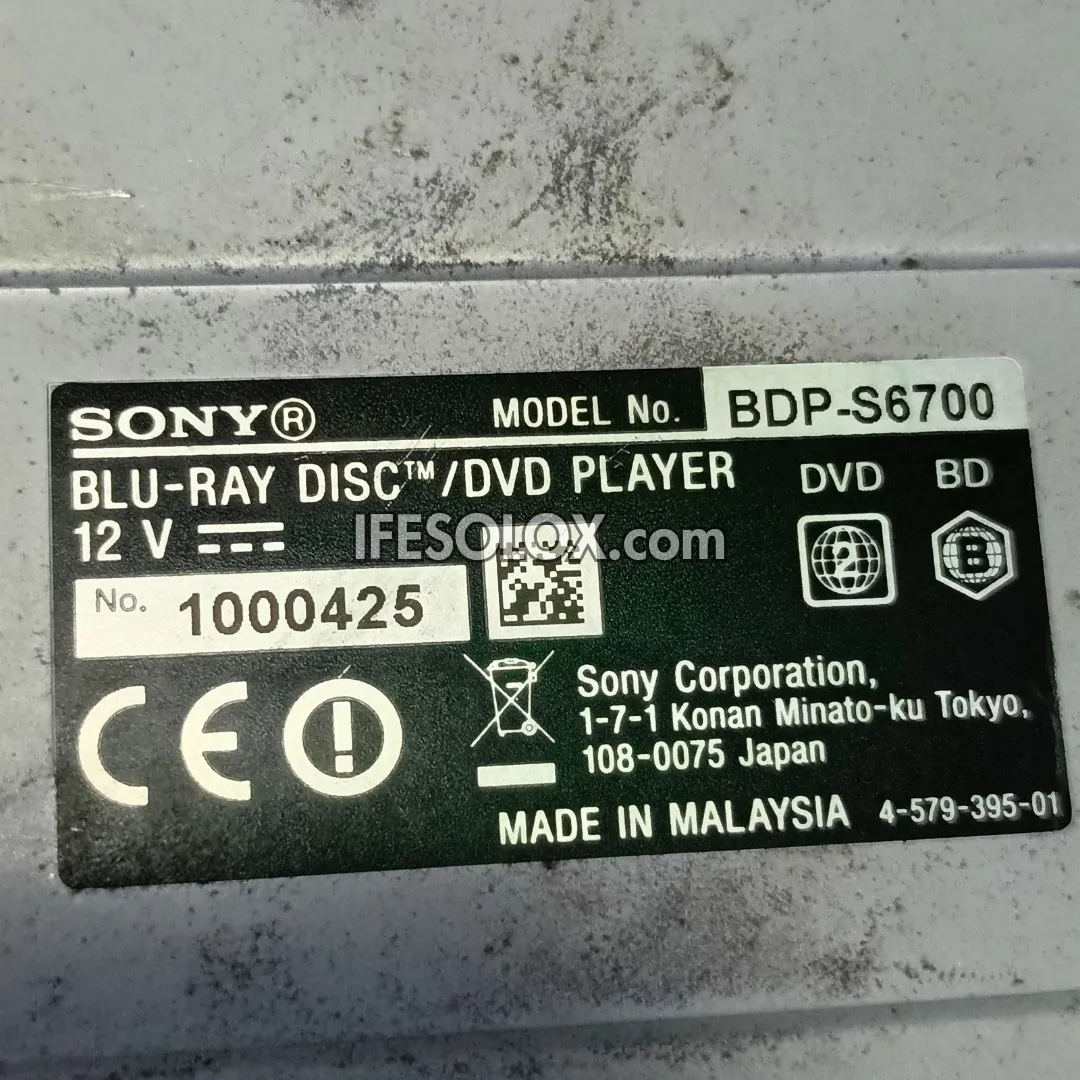 SONY® MODEL No. BDP-S6700
BLU-RAY DISC™/DVD PLAYER DVD BD
12 V
IFESOLOX.com
2 B
No. 1000425
CE
Sony Corporation,
1-7-1 Konan Minato-ku Tokyo,
108-0075 Japan
MADE IN MALAYSIA 4-579-395-01